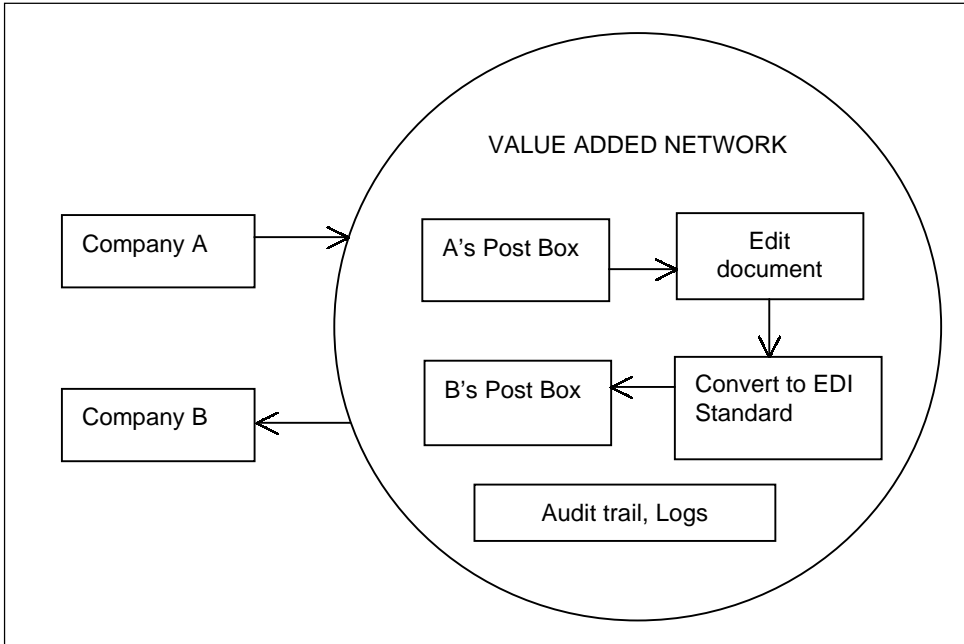 VALUE ADDED NETWORK
Company A
A's Post Box
Edit
document
Company B
B's Post Box
Convert to EDI
Standard
Audit trail, Logs